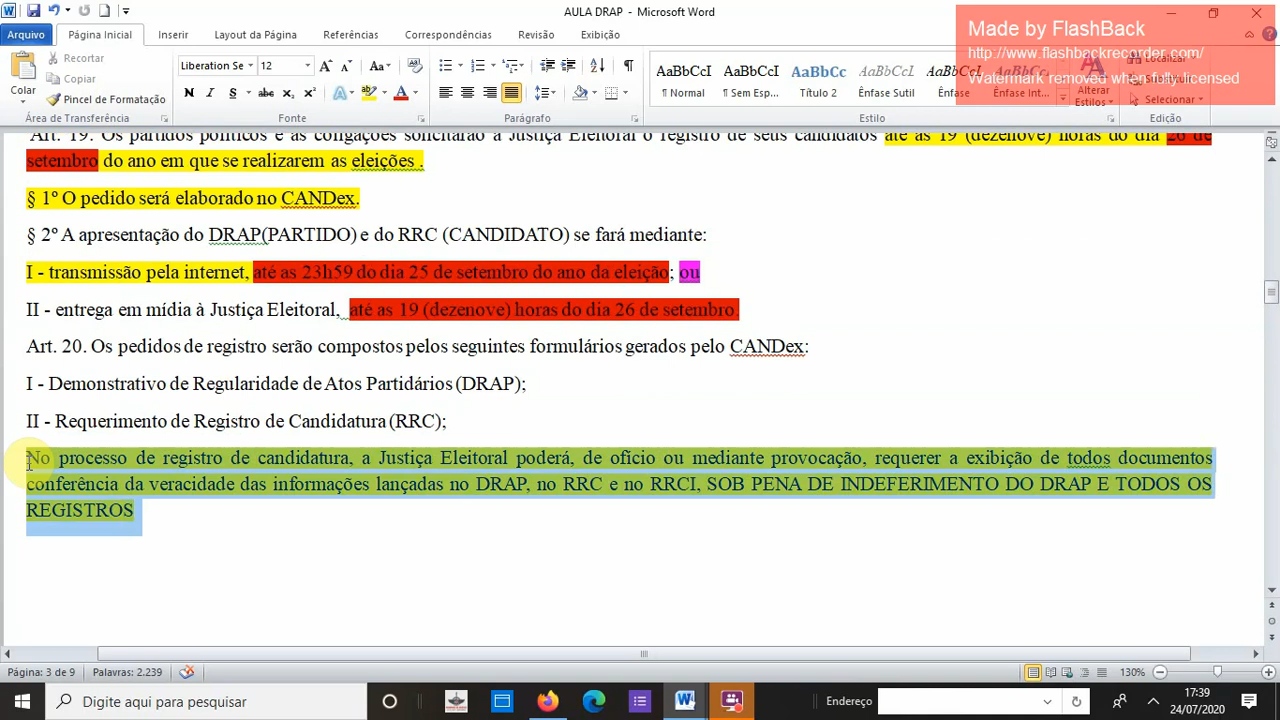 AULA DRAP - Microsoft Word
Made by FlashBack
http://www.flashbackrecorder.com/
Watermark removed when fully licensed
Arquivo Página Inicial Inserir Layout da Página Referências Correspondências Revisão Exibição
Colar
Recortar
Copiar
Pincel de Formatação
Área de Transferência
Liberation Se 12
N I S abc x₂ x²
Fonte
Parágrafo
AaBbCcI AaBbCcI AaBbCc AaBbCcI AaBbCcI AaBbCcI
¶ Normal ¶ Sem Esp... Título 2 Ênfase Sutil Ênfase Ênfase Int...
Alterar Estilos
Estilo
Localizar
Selecionar
Edição
Art. 19. Os partidos políticos e as coligações solicitarão à Justiça Eleitoral o registro de seus candidatos até as 19 (dezenove) horas do dia 26 de
setembro do ano em que se realizarem as eleições .
§ 1º O pedido será elaborado no CANDex.
§ 2º A apresentação do DRAP(PARTIDO) e do RRC (CANDIDATO) se fará mediante:
I - transmissão pela internet, até as 23h59 do dia 25 de setembro do ano da eleição; ou
II - entrega em mídia à Justiça Eleitoral, até as 19 (dezenove) horas do dia 26 de setembro.
Art. 20. Os pedidos de registro serão compostos pelos seguintes formulários gerados pelo CANDex:
I - Demonstrativo de Regularidade de Atos Partidários (DRAP);
II - Requerimento de Registro de Candidatura (RRC);
No processo de registro de candidatura, a Justiça Eleitoral poderá, de ofício ou mediante provocação, requerer a exibição de todos documentos
conferência da veracidade das informações lançadas no DRAP, no RRC e no RRCI, SOB PENA DE INDEFERIMENTO DO DRAP E TODOS OS
REGISTROS
Página: 3 de 9 Palavras: 2.239 130%
Digite aqui para pesquisar
Endereço
17:39
24/07/2020